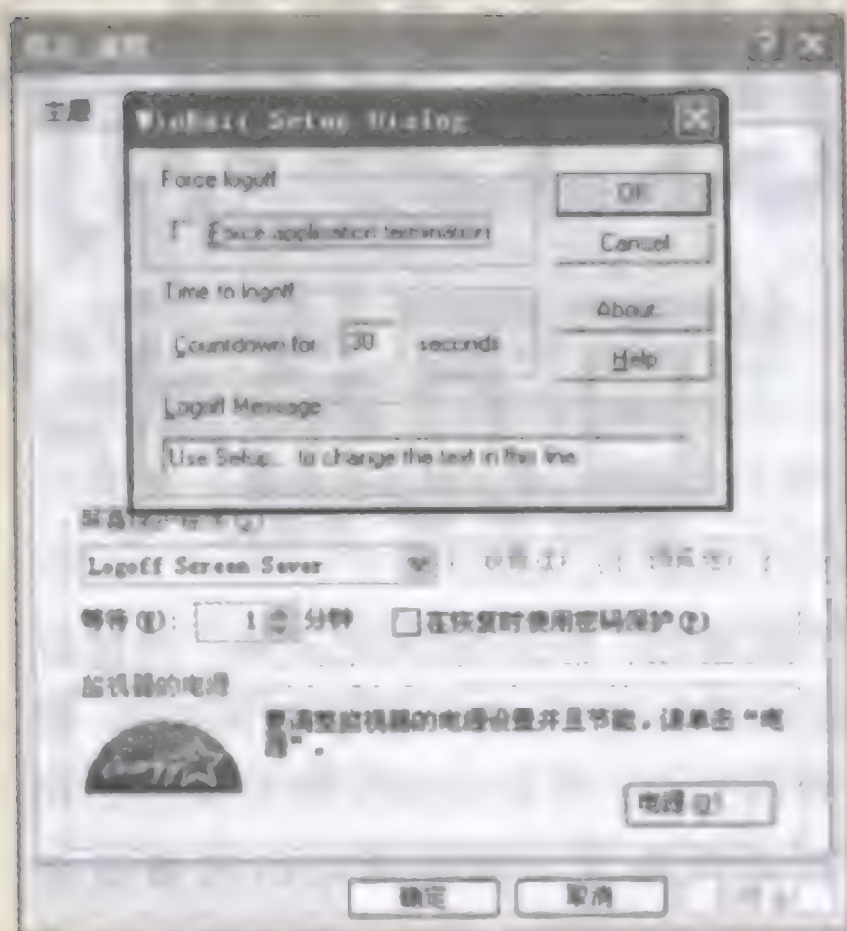 主题
WinExit Setup Dialog
Force logoff
Force application termination
OK
Cancel
Time to logoff
Countdown for 30 seconds
About...
Help
Logoff Message
Use Setup... to change the text in this line
Logoff Screen Saver
等待(W): 1 分钟 在恢复时使用密码保护(P)
监视器的电源
要调整监视器的电源设置并且节能，请单击“电
源”。
电源(O)
确定 取消